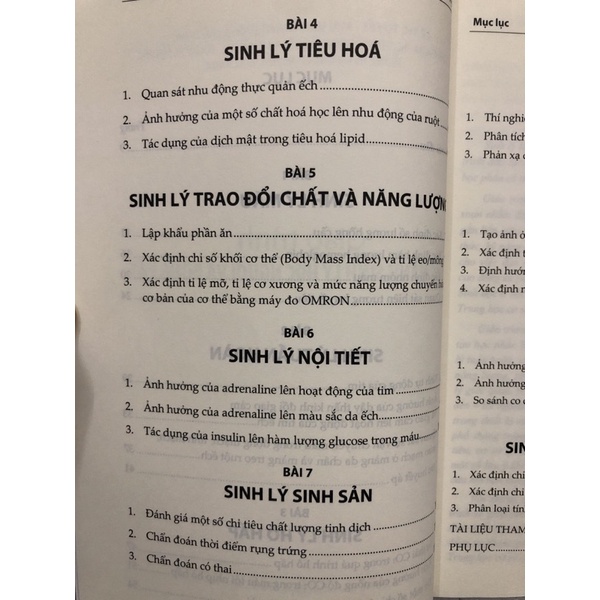 BÀI 4
SINH LÝ TIÊU HOÁ
1. Quan sát nhu động thực quản ếch
2. Ảnh hưởng của một số chất hoá học lên nhu động của ruột
3. Tác dụng của dịch mật trong tiêu hoá lipid
BÀI 5
SINH LÝ TRAO ĐỔI CHẤT VÀ NĂNG LƯỢNG
1. Lập khẩu phần ăn
2. Xác định chỉ số khối cơ thể (Body Mass Index) và tỉ lệ eo/mông
3. Xác định tỉ lệ mỡ, tỉ lệ cơ xương và mức năng lượng chuyển hoá
cơ bản của cơ thể bằng máy đo OMRON
BÀI 6
SINH LÝ NỘI TIẾT
1. Ảnh hưởng của adrenaline lên hoạt động của tim
2. Ảnh hưởng của adrenaline lên màu sắc da ếch
3. Tác dụng của insulin lên hàm lượng glucose trong máu
BÀI 7
SINH LÝ SINH SẢN
1. Đánh giá một số chỉ tiêu chất lượng tinh dịch
2. Chẩn đoán thời điểm rụng trứng
3. Chẩn đoán có thai
Mục lục
1. Thí
2. Phân tích
3. Phản xạ
1. Tạo ảnh
2. Xác định
3. Định hướ
4. Xác định
1. Ảnh hưởng
2. Ảnh hưởng
3. So sánh
1. Xác định chỉ
2. Xác định chỉ
3. Phân loại
TÀI LIỆU THAM
PHỤ LỤC